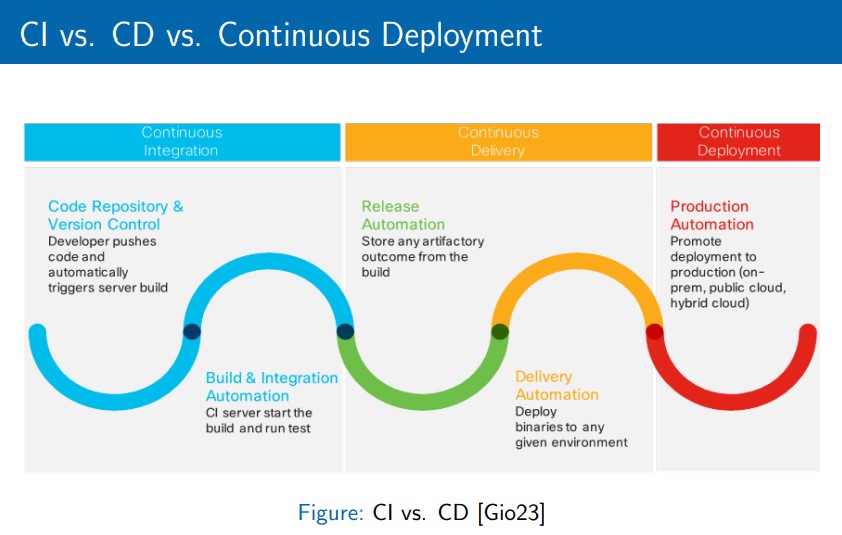 CI vs. CD vs. Continuous Deployment
Continuous
Integration
Continuous
Delivery
Continuous
Deployment
Code Repository &
Version Control
Developer pushes
code and
automatically
triggers server build
Build & Integration
Automation
CI server start the
build and run test
Release
Automation
Store any artifactory
outcome from the
build
Delivery
Automation
Deploy
binaries to any
given environment
Production
Automation
Promote
deployment to
production (on-
prem, public cloud,
hybrid cloud)
Figure: CI vs. CD [Gio23]